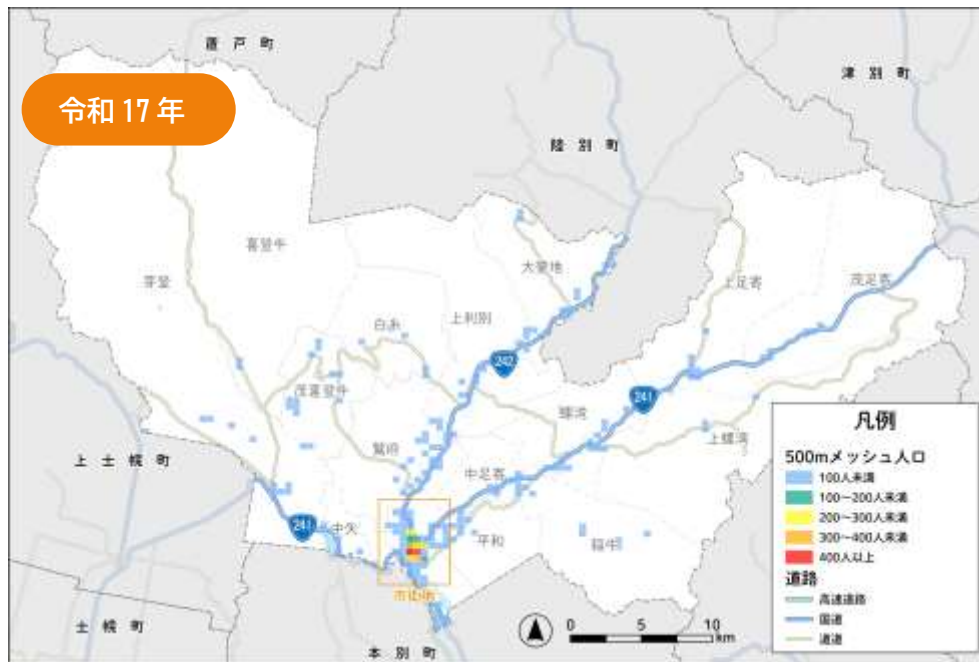 置戸町
津別町
令和17年
陸別町
喜登牛
芽登
大誉地
上足寄
茂足寄
白糸
上利別
242
茂喜登牛
241
螺湾
上螺湾
鷲府
中足寄
上士幌町
241
中矢
平和
稲牛
市街地
士幌町
本別町
0 5 10
km
凡例
500mメッシュ人口
100人未満
100~200人未満
200~300人未満
300~400人未満
400人以上
道路
高速道路
国道
道道